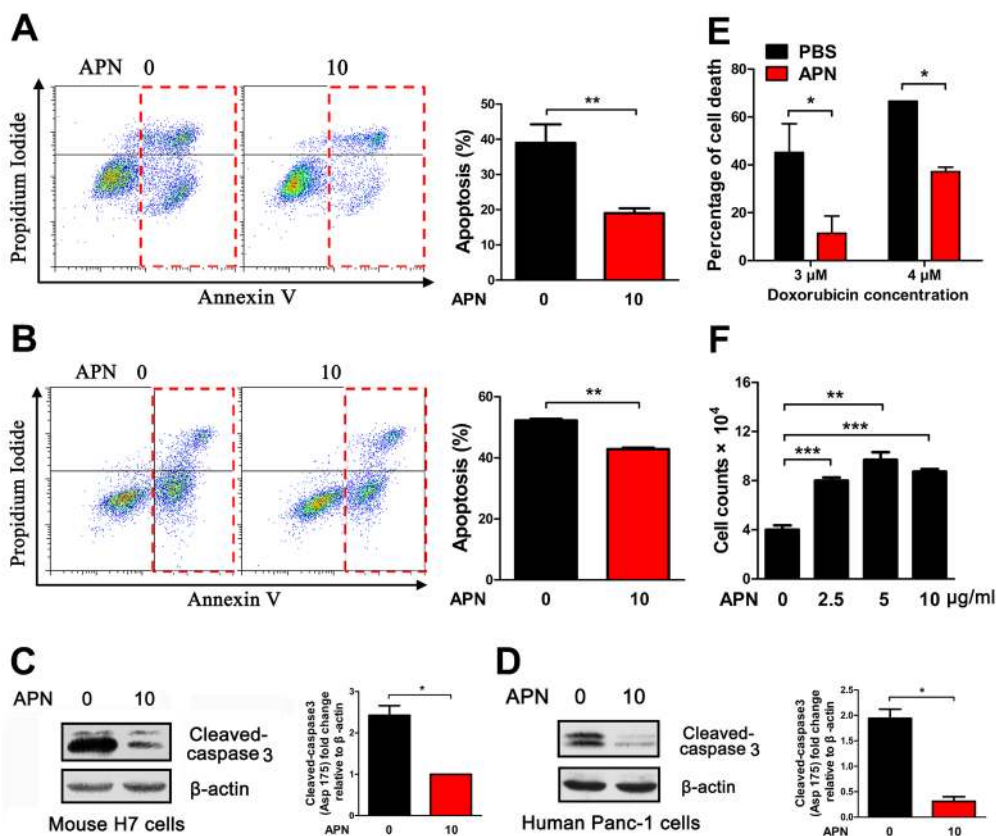 A
APN 0 10
Propidium Iodide
Annexin V
Apoptosis (%)
50
40
30
20
10
0
**
APN 0 10
B
APN 0 10
Propidium Iodide
Annexin V
Apoptosis (%)
60
40
20
0
**
APN 0 10
C
APN 0 10
Cleaved-
caspase 3
β-actin
Mouse H7 cells
Cleaved-caspase3
(Asp 175) fold change
relative to β -actin
3
2
1
0
*
APN 0 10
D
APN 0 10
Cleaved-
caspase 3
β-actin
Human Panc-1 cells
Cleaved-caspase3
(Asp 175) fold change
relative to β -actin
2.0
1.5
1.0
0.5
0.0
*
APN 0 10
E
PBS
APN
Percentage of cell death
80
60
40
20
0
* *
3 μM 4 μM
Doxorubicin concentration
F
Cell counts × 10⁴
16
12
8
4
0
**
***
***
APN 0 2.5 5 10 μg/ml